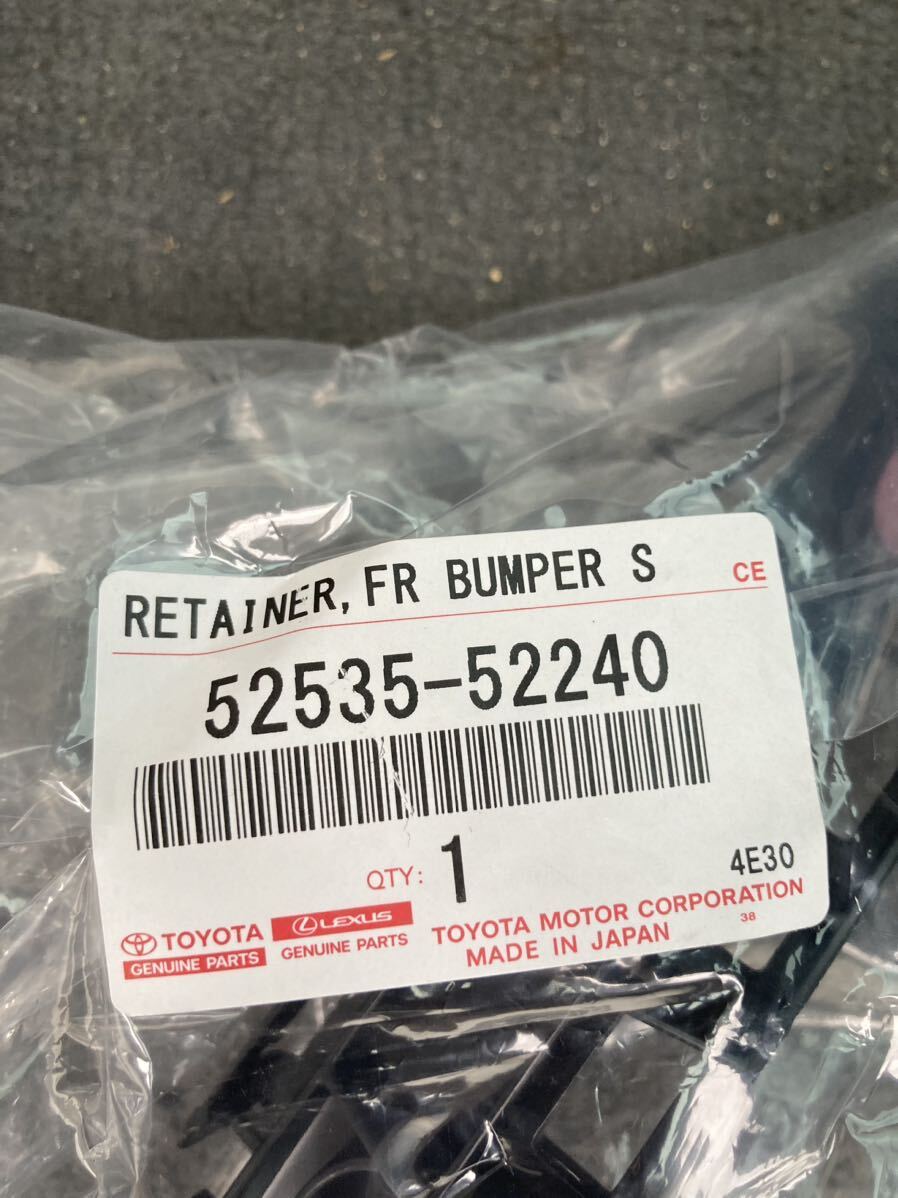 RETAINER, FR BUMPER S
CE
52535-52240
QTY: 1
4E30
TOYOTA
GENUINE PARTS
LEXUS
GENUINE PARTS
TOYOTA MOTOR CORPORATION
MADE IN JAPAN
38